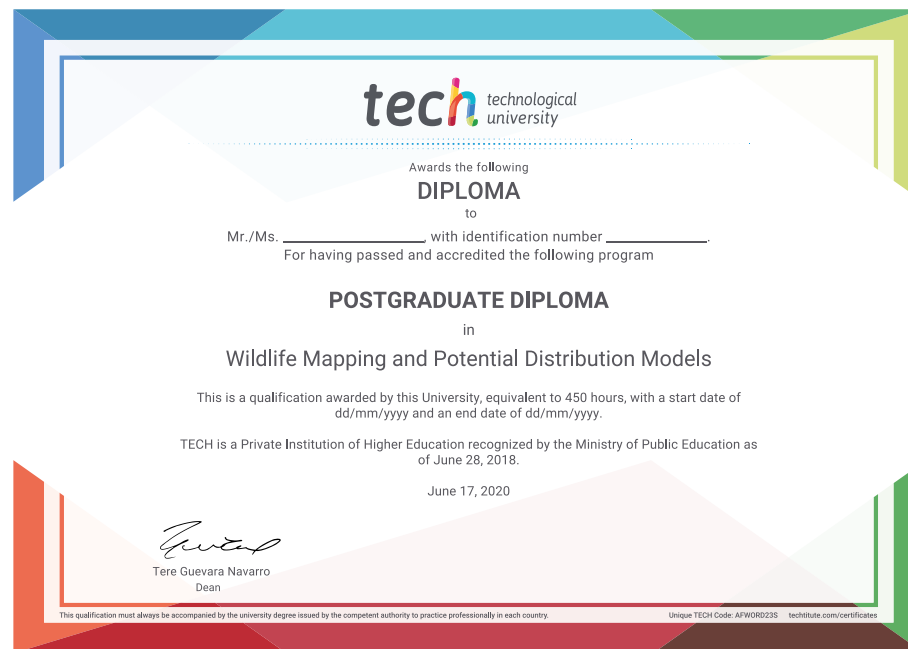 tech technological
university
Awards the following
DIPLOMA
to
Mr./Ms. ____________________, with identification number ______________.
For having passed and accredited the following program
POSTGRADUATE DIPLOMA
in
Wildlife Mapping and Potential Distribution Models
This is a qualification awarded by this University, equivalent to 450 hours, with a start date of
dd/mm/yyyy and an end date of dd/mm/yyyy.
TECH is a Private Institution of Higher Education recognized by the Ministry of Public Education as
of June 28, 2018.
June 17, 2020
Tere Guevara Navarro
Dean
This qualification must always be accompanied by the university degree issued by the competent authority to practice professionally in each country. Unique TECH Code: AFWORD23S techtitute.com/certificates